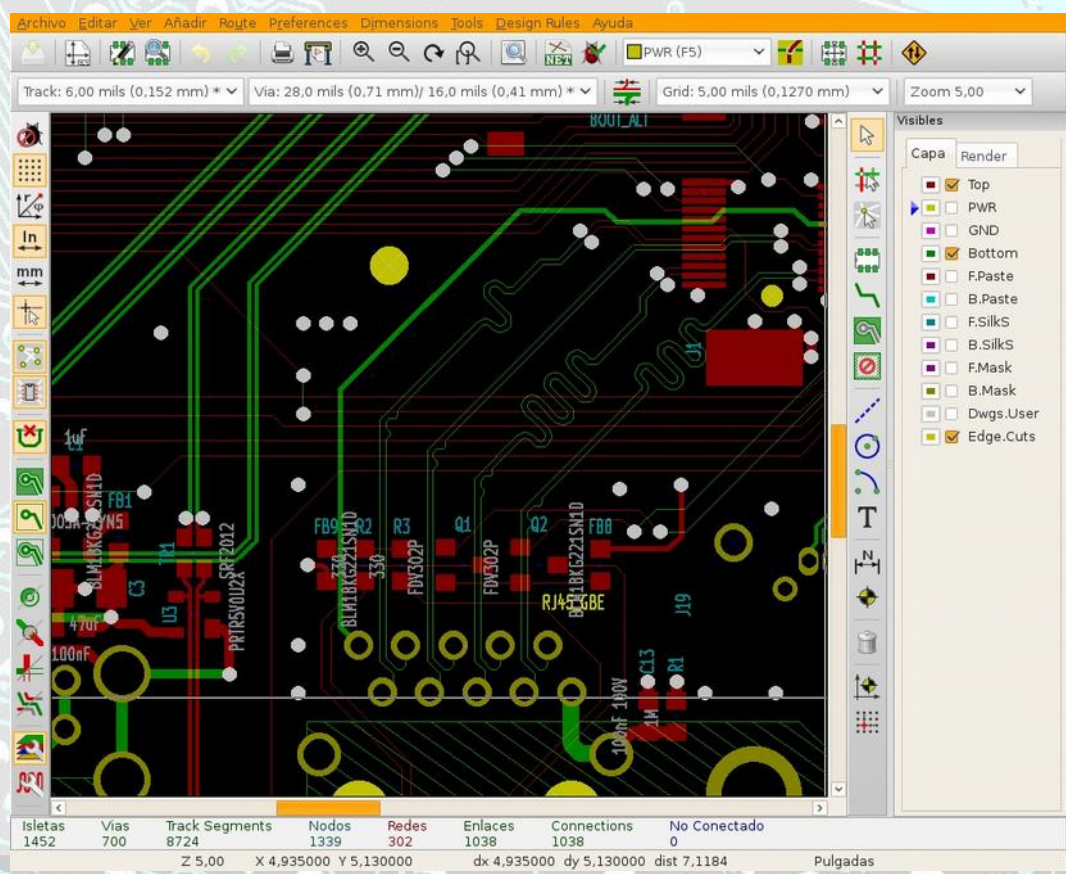 Archivo Editar Ver Añadir Route Preferences Dimensions Tools Design Rules Ayuda
NET
PWR (F5)
Track: 6,00 mils (0,152 mm) *
Via: 28,0 mils (0,71 mm)/ 16,0 mils (0,41 mm) *
Grid: 5,00 mils (0,1270 mm)
Zoom 5,00
Visibles
Capa
Render
Top
PWR
GND
Bottom
F.Paste
B.Paste
F.SilkS
B.SilkS
F.Mask
B.Mask
Dwgs.User
Edge.Cuts
In
mm
T
N
BOOT_ALT
J1
1uF
FB1
BLM18KG221SN1D
TR1
SRF2012
C3
U3
PRTR5V0U2X
47uF
100nF
FB9
R2
R3
Q1
Q2
FB8
BLM18KG221SN1D
330
330
FDV302P
FDV302P
BLM18KG221SN1D
RJ45_GBE
J19
C13
R1
100nF 100V
1M
Isletas
Vias
Track Segments
Nodos
Redes
Enlaces
Connections
No Conectado
1452
700
8724
1339
302
1038
1038
0
Z 5,00
X 4,935000 Y 5,130000
dx 4,935000 dy 5,130000 dist 7,1184
Pulgadas